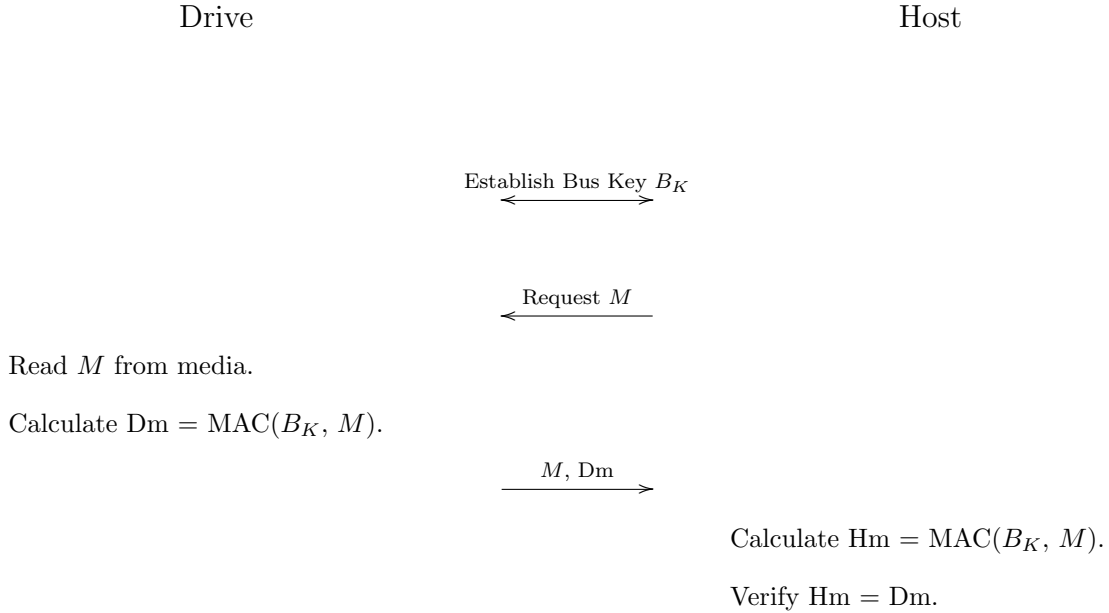 Drive Host
Establish Bus Key B_K
Request M
Read M from media.
Calculate Dm = MAC(B_K, M).
M, Dm
Calculate Hm = MAC(B_K, M).
Verify Hm = Dm.